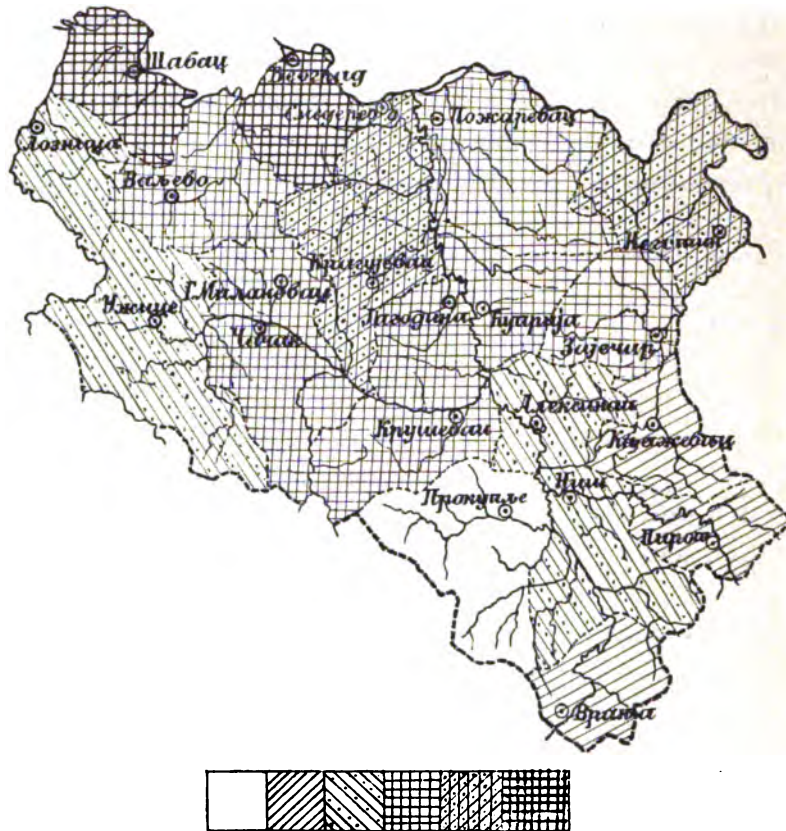 Шабац
Београд
Смедерево
Пожаревац
Лозница
Ваљево
Неготин
Крагујевац
Г.Милановац
Јагодина
Ћуприја
Ужице
Чачак
Зајечар
Алексинац
Књажевац
Крушевац
Ниш
Прокупље
Пирот
Врања